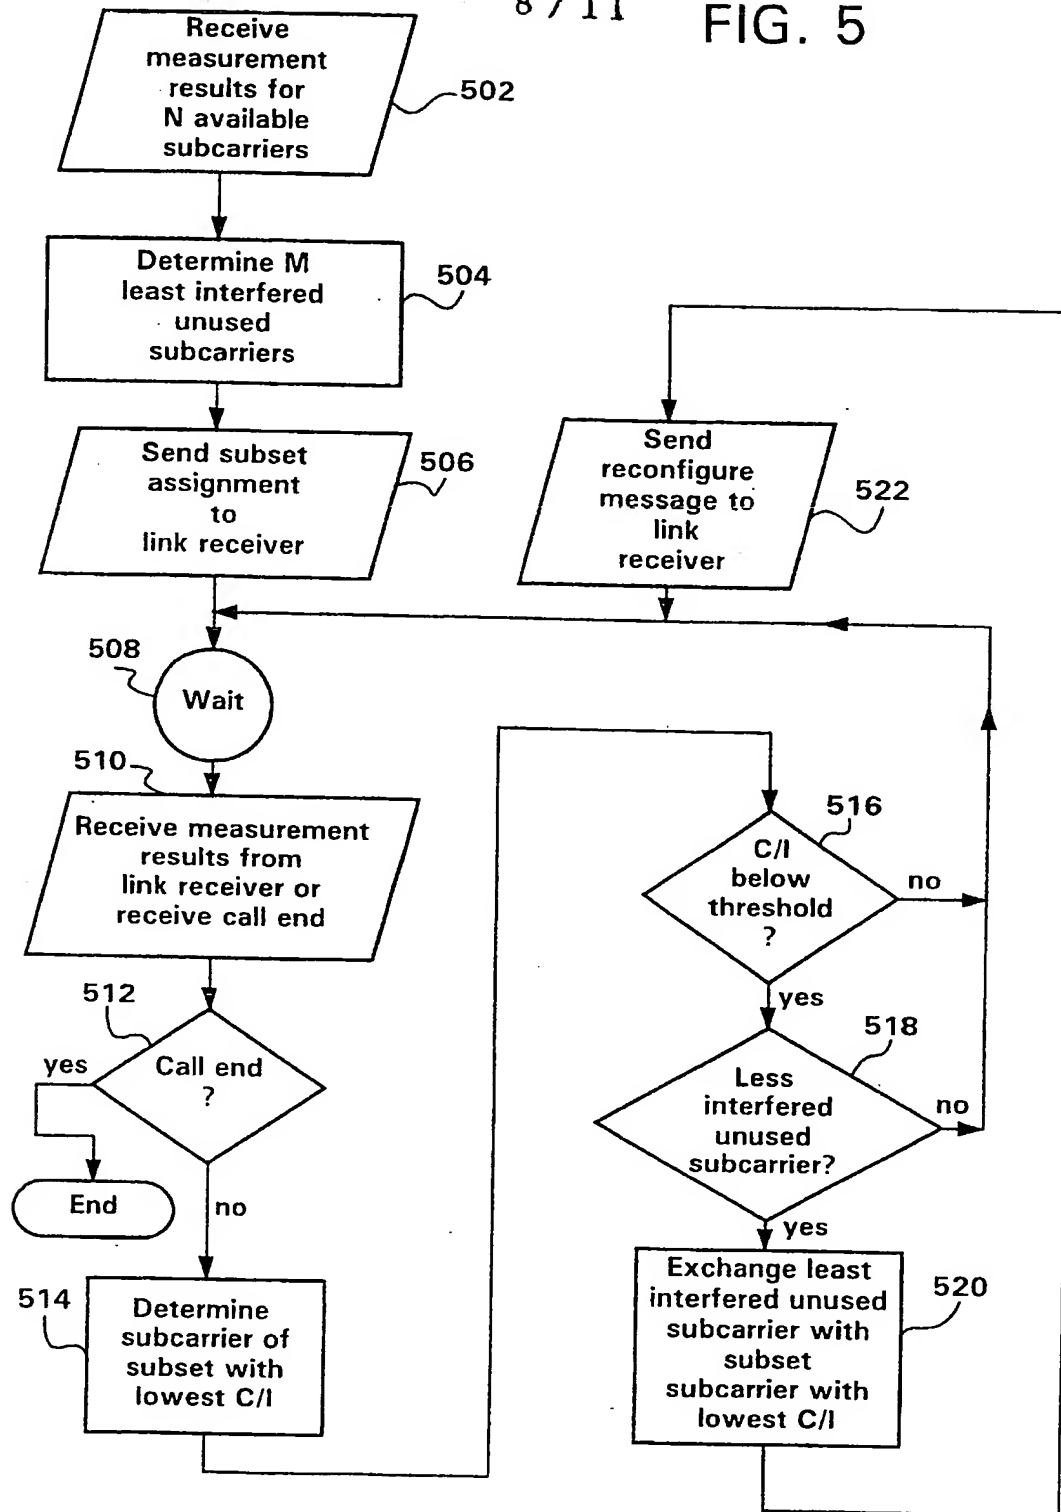 8 / 11
FIG. 5
Receive
measurement
results for
N available
subcarriers
502
Determine M
least interfered
unused
subcarriers
504
Send subset
assignment
to
link receiver
506
Send
reconfigure
message to
link
receiver
522
508
Wait
510
Receive measurement
results from
link receiver or
receive call end
512
yes
Call end
?
End
no
514
Determine
subcarrier of
subset with
lowest C/I
516
C/I
below
threshold
?
no
yes
518
Less
interfered
unused
subcarrier?
no
yes
Exchange least
interfered unused
subcarrier with
subset
subcarrier with
lowest C/I
520